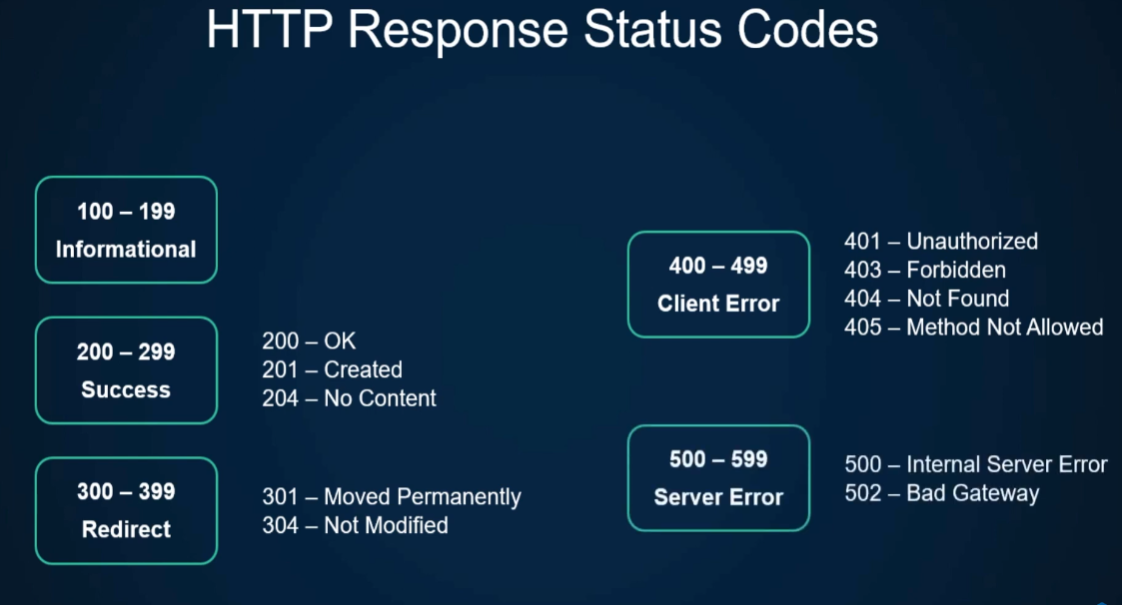 HTTP Response Status Codes
100 – 199
Informational
200 – 299
Success
200 – OK
201 – Created
204 – No Content
300 – 399
Redirect
301 – Moved Permanently
304 – Not Modified
400 – 499
Client Error
401 – Unauthorized
403 – Forbidden
404 – Not Found
405 – Method Not Allowed
500 – 599
Server Error
500 – Internal Server Error
502 – Bad Gateway